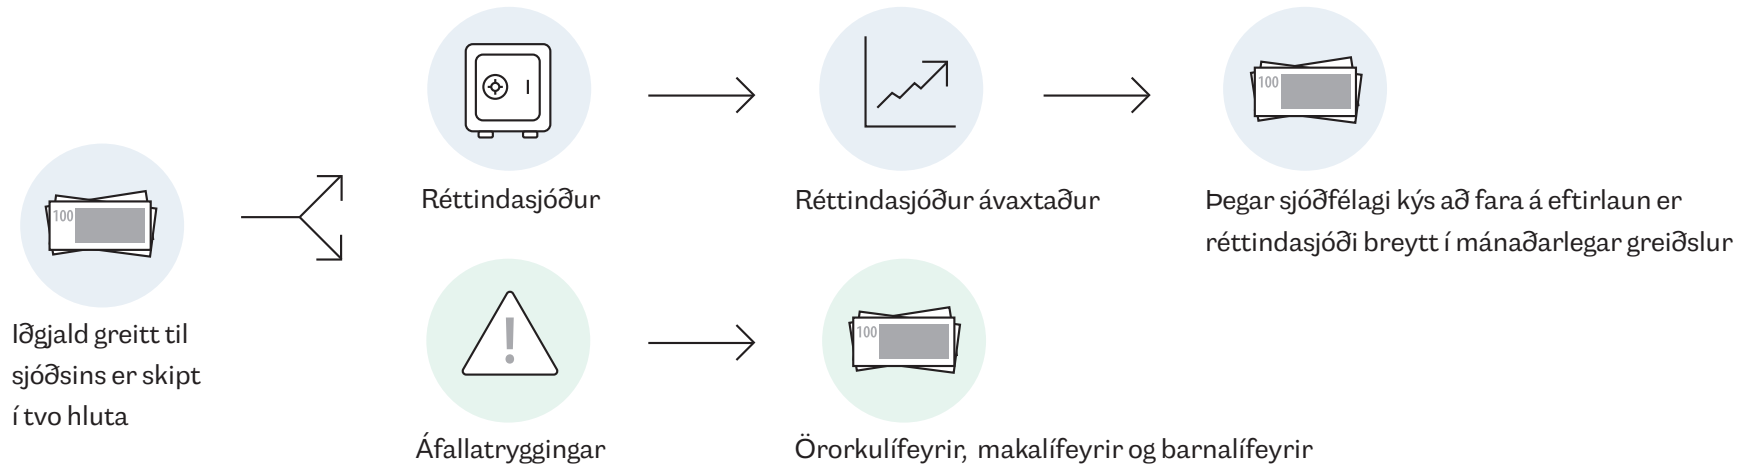 100
Iðgjald greitt til
sjóðsins er skipt
í tvo hluta
Réttindasjóður
Réttindasjóður ávaxtaður
100
Þegar sjóðfélagi kýs að fara á eftirlaun er
réttindasjóði breytt í mánaðarlegar greiðslur
!
Áfallatryggingar
100
Örorkulífeyrir, makalífeyrir og barnalífeyrir